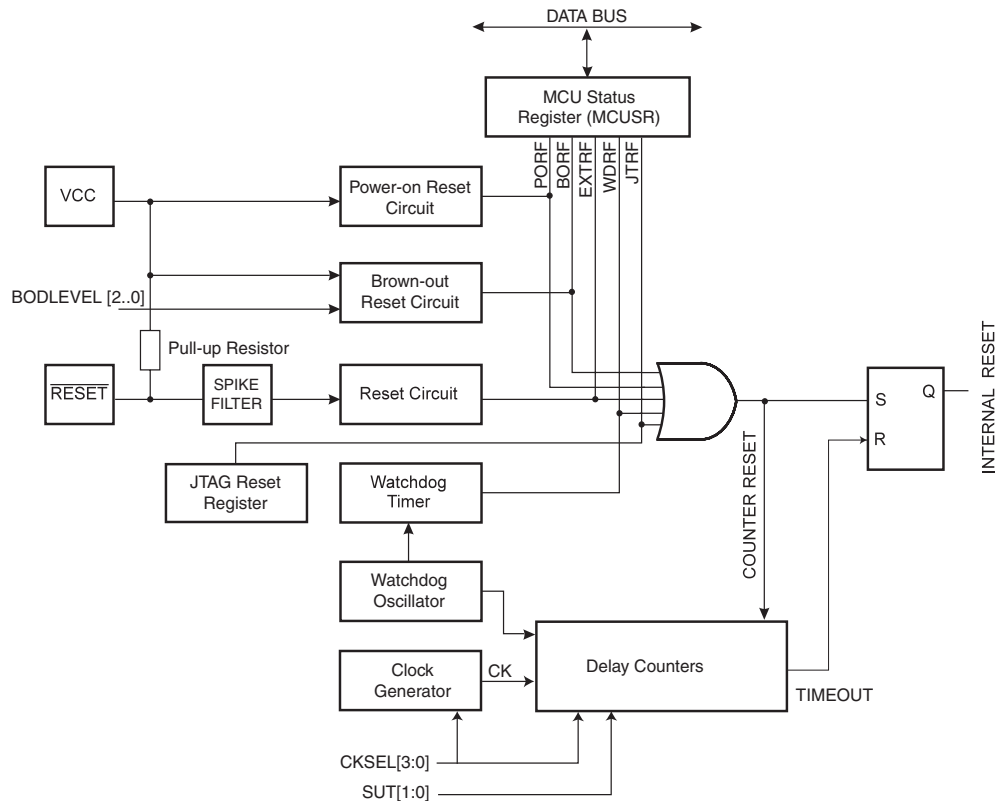 DATA BUS
MCU Status
Register (MCUSR)
PORF
BORF
EXTRF
WDRF
JTRF
VCC
Power-on Reset
Circuit
Brown-out
Reset Circuit
BODLEVEL [2..0]
Pull-up Resistor
RESET
SPIKE
FILTER
Reset Circuit
JTAG Reset
Register
Watchdog
Timer
Watchdog
Oscillator
Clock
Generator
CK
Delay Counters
COUNTER RESET
S
R
Q
INTERNAL RESET
TIMEOUT
CKSEL[3:0]
SUT[1:0]